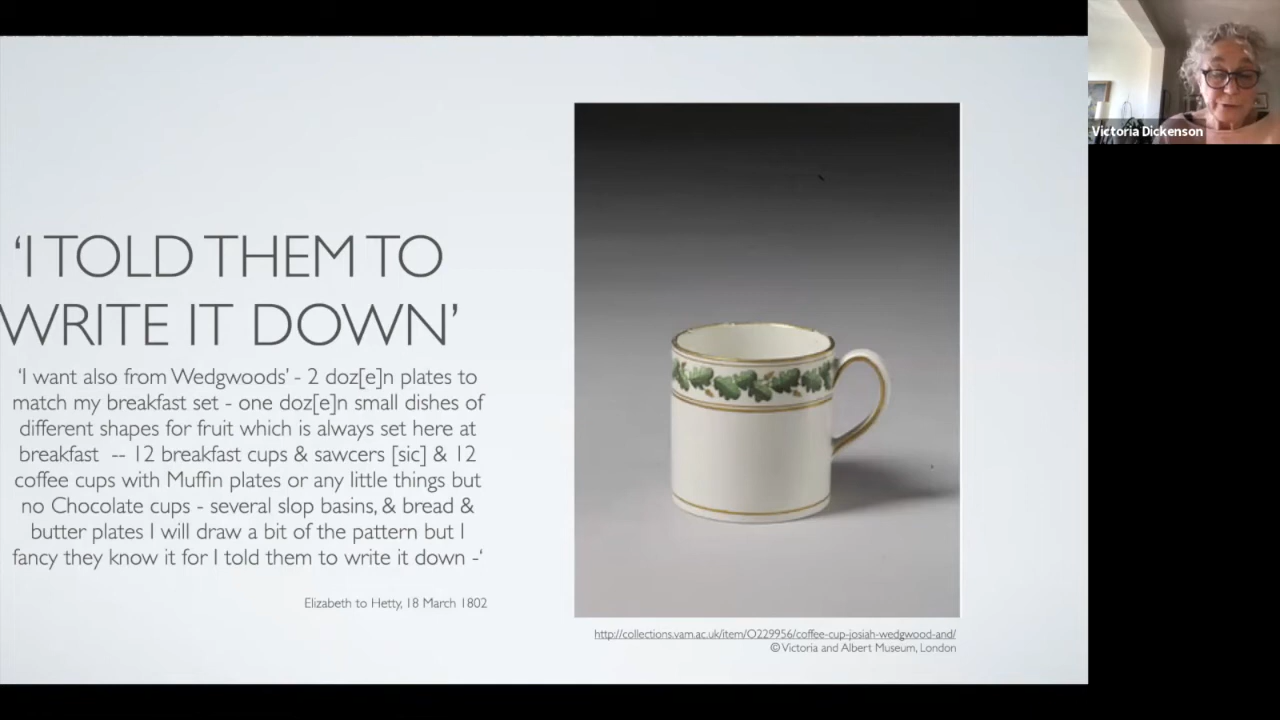 ‘I TOLD THEM TO
WRITE IT DOWN’
‘I want also from Wedgwoods’ - 2 doz[e]n plates to
match my breakfast set - one doz[e]n small dishes of
different shapes for fruit which is always set here at
breakfast -- 12 breakfast cups & sawcers [sic] & 12
coffee cups with Muffin plates or any little things but
no Chocolate cups - several slop basins, & bread &
butter plates I will draw a bit of the pattern but I
fancy they know it for I told them to write it down -‘
Elizabeth to Hetty, 18 March 1802
http://collections.vam.ac.uk/item/O229956/coffee-cup-josiah-wedgwood-and/
© Victoria and Albert Museum, London
Victoria Dickenson